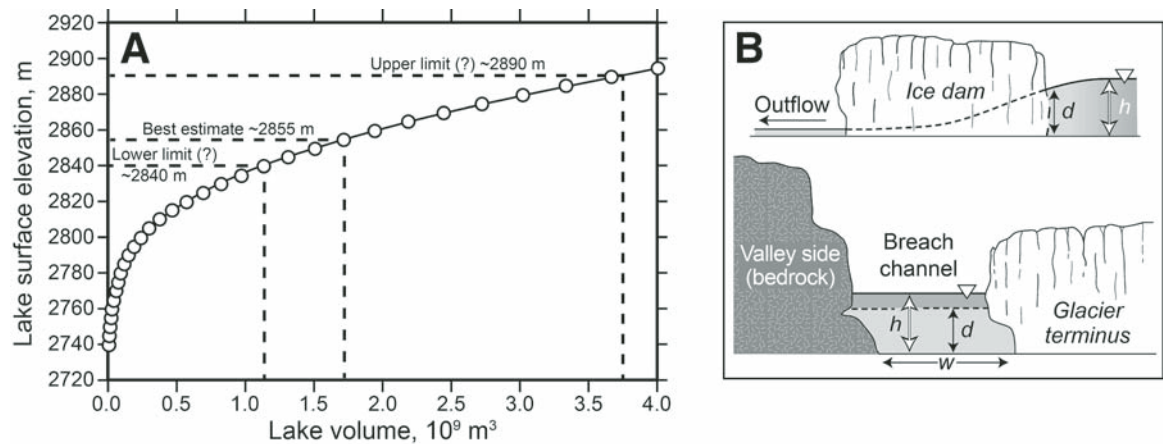 A
2920
2900
2880
2860
2840
2820
2800
2780
2760
2740
2720
Lake surface elevation, m
Upper limit (?) ~2890 m
Best estimate ~2855 m
Lower limit (?)
~2840 m
0.0 0.5 1.0 1.5 2.0 2.5 3.0 3.5 4.0
Lake volume, 10⁹ m³
B
Outflow
Ice dam
d
h
Valley side
(bedrock)
Breach
channel
h
d
w
Glacier
terminus